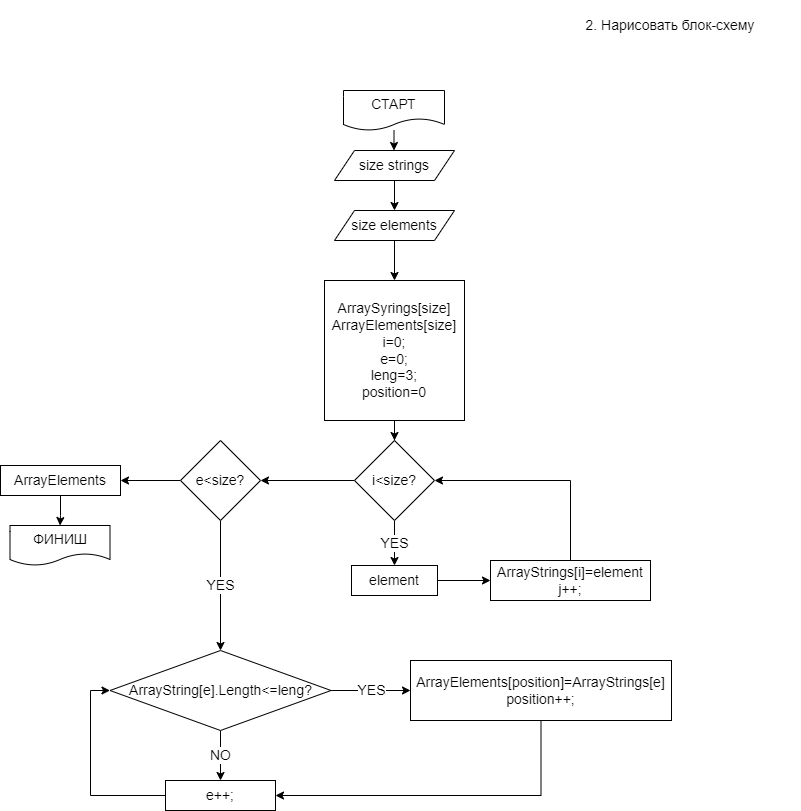 2. Нарисовать блок-схему
СТАРТ
size strings
size elements
ArraySyrings[size]
ArrayElements[size]
i=0;
e=0;
leng=3;
position=0
ArrayElements
e<size?
i<size?
ФИНИШ
YES
element
ArrayStrings[i]=element
j++;
YES
ArrayString[e].Length<=leng?
YES
ArrayElements[position]=ArrayStrings[e]
position++;
NO
e++;